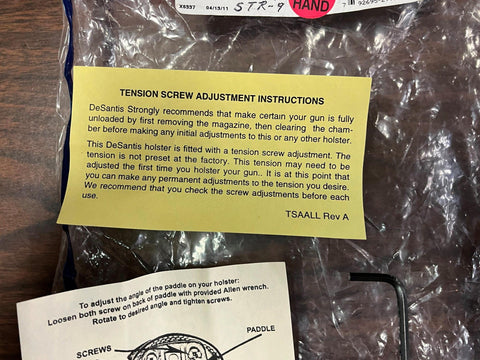 X6557 04/13/11 STR-9
HAND
TENSION SCREW ADJUSTMENT INSTRUCTIONS
DeSantis Strongly recommends that make certain your gun is fully
unloaded by first removing the magazine, then clearing the cham-
ber before making any initial adjustments to this or any other holster.
This DeSantis holster is fitted with a tension screw adjustment. The
tension is not preset at the factory. This tension may need to be
adjusted the first time you holster your gun.. It is at this point that
you can make any permanent adjustments to the tension you desire.
We recommend that you check the screw adjustments before each
use.
TSAALL Rev A
To adjust the angle of the paddle on your holster:
Loosen both screw on back of paddle with provided Allen wrench.
Rotate to desired angle and tighten screws.
SCREWS
PADDLE